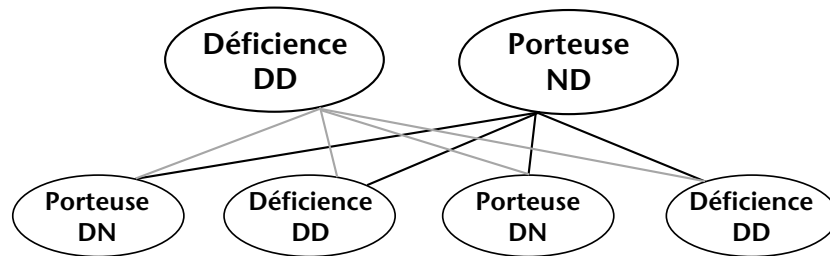 Déficience
DD
Porteuse
ND
Porteuse
DN
Déficience
DD
Porteuse
DN
Déficience
DD